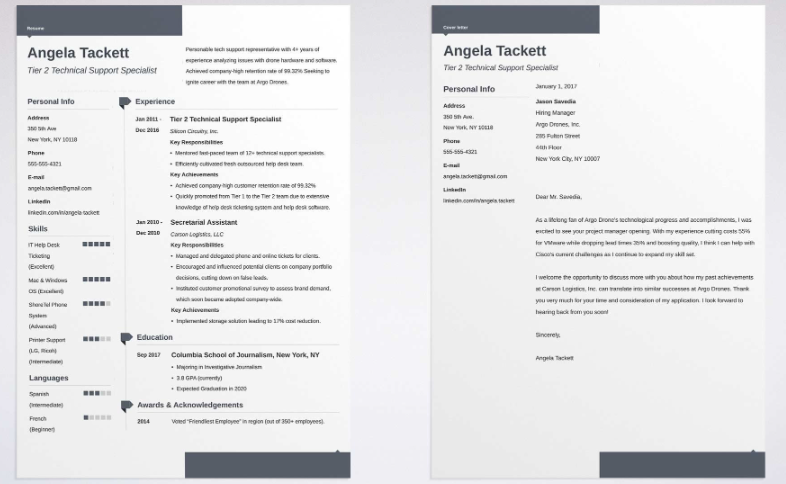 Resume
Angela Tackett
Tier 2 Technical Support Specialist
Personable tech support representative with 4+ years of
experience analyzing issues with drone hardware and software.
Achieved company-high retention rate of 99.32% Seeking to
ignite career with the team at Argo Drones.
Personal Info
Address
350 5th Ave
New York, NY 10118
Phone
555-555-4321
E-mail
angela.tackett@gmail.com
LinkedIn
linkedin.com/in/angela-tackett
Skills
IT Help Desk
Ticketing
(Excellent)
Mac & Windows
OS (Excellent)
ShoreTel Phone
System
(Advanced)
Printer Support
(LG, Ricoh)
(Intermediate)
Languages
Spanish
(Intermediate)
French
(Beginner)
Experience
Jan 2011 -
Dec 2016
Tier 2 Technical Support Specialist
Silicon Circuitry, Inc.
Key Responsibilities
• Mentored fast-paced team of 12+ technical support specialists.
• Efficiently cultivated fresh outsourced help desk team.
Key Achievements
• Achieved company-high customer retention rate of 99.32%
• Quickly promoted from Tier 1 to the Tier 2 team due to extensive
knowledge of help desk ticketing system and help desk software.
Jan 2010 -
Dec 2010
Secretarial Assistant
Carson Logistics, LLC
Key Responsibilities
• Managed and delegated phone and online tickets for clients.
• Encouraged and influenced potential clients on company portfolio
decisions, cutting down on false leads.
• Instituted customer promotional survey to assess brand demand,
which soon became adopted company-wide.
Key Achievements
• Implemented storage solution leading to 17% cost reduction.
Education
Sep 2017
Columbia School of Journalism, New York, NY
• Majoring in Investigative Journalism
• 3.8 GPA (currently)
• Expected Graduation in 2020
Awards & Acknowledgements
2014
Voted "Friendliest Employee" in region (out of 350+ employees).
Cover letter
Angela Tackett
Tier 2 Technical Support Specialist
Personal Info
Address
350 5th Ave.
New York, NY 10118
Phone
555-555-4321
E-mail
angela.tackett@gmail.com
LinkedIn
linkedin.com/in/angela-tackett
January 1, 2017
Jason Savedia
Hiring Manager
Argo Drones, Inc.
285 Fulton Street
44th Floor
New York City, NY 10007
Dear Mr. Savedia,
As a lifelong fan of Argo Drone's technological progress and accomplishments, I was
excited to see your project manager opening. With my experience cutting costs 55%
for VMware while dropping lead times 35% and boosting quality, I think I can help with
Cisco's current challenges as I continue to expand my skill set.
I welcome the opportunity to discuss more with you about how my past achievements
at Carson Logistics, Inc. can translate into similar successes at Argo Drones. Thank
you very much for your time and consideration of my application. I look forward to
hearing back from you soon!
Sincerely,
Angela Tackett